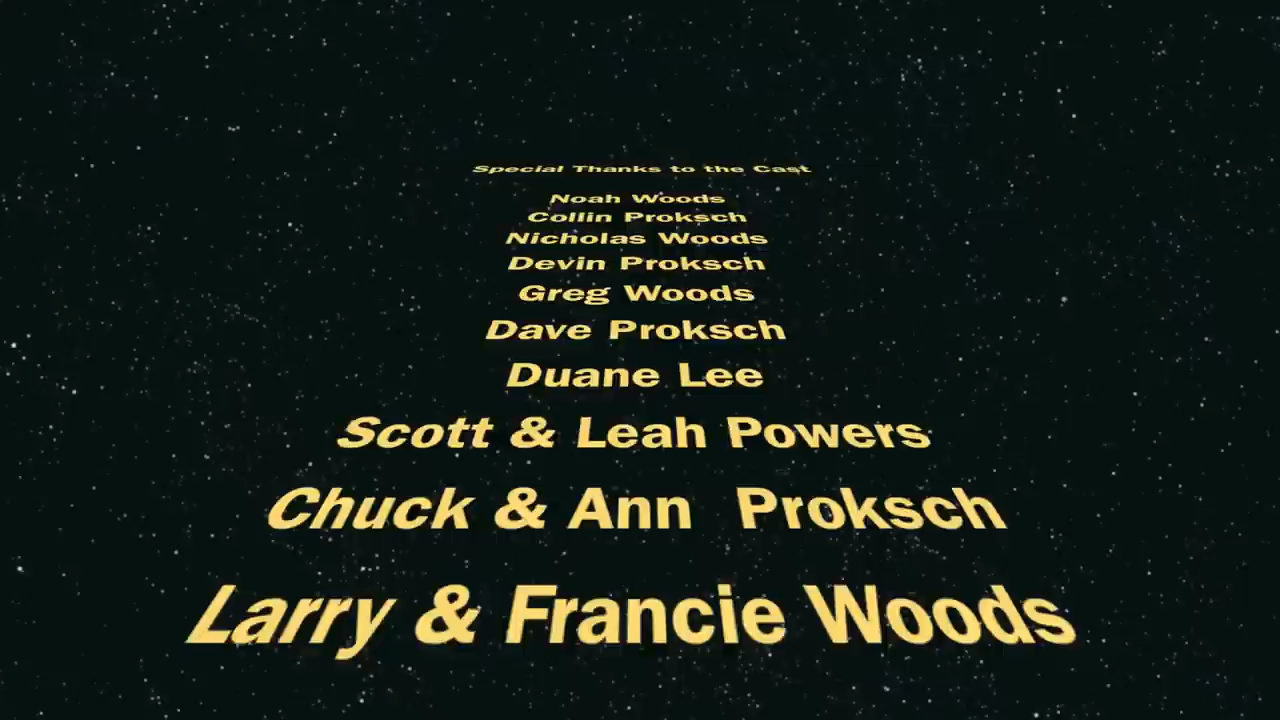 Special Thanks to the Cast
Noah Woods
Collin Proksch
Nicholas Woods
Devin Proksch
Greg Woods
Dave Proksch
Duane Lee
Scott & Leah Powers
Chuck & Ann Proksch
Larry & Francie Woods